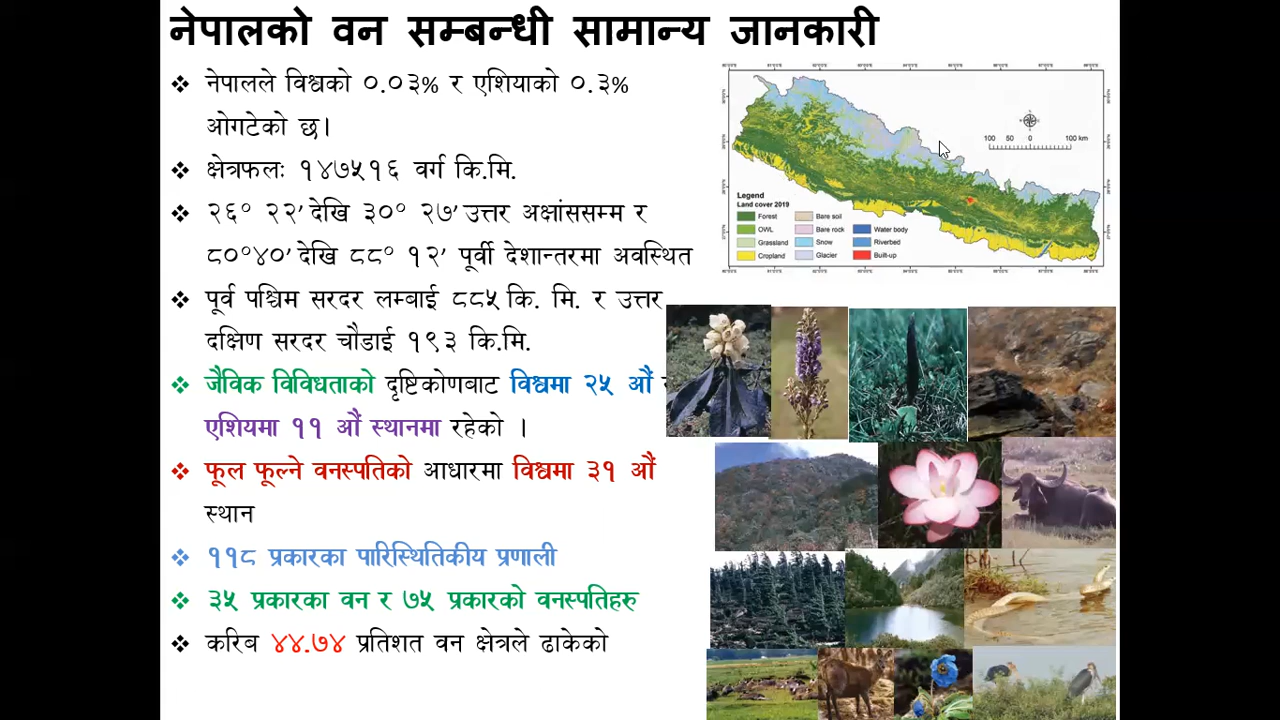 नेपालको वन सम्बन्धी सामान्य जानकारी
❖ नेपालले विश्वको ०.०३% र एशियाको ०.३%
ओगटेको छ।
❖ क्षेत्रफलः १४७५१६ वर्ग कि.मि.
❖ २६° २२' देखि ३०° २७' उत्तर अक्षांससम्म र
८०°४०' देखि ८८° १२' पूर्वी देशान्तरमा अवस्थित
❖ पूर्व पश्चिम सरदर लम्बाई ८८५ कि. मि. र उत्तर
दक्षिण सरदर चौडाई १९३ कि.मि.
❖ जैविक विविधताको दृष्टिकोणबाट विश्वमा २५ औं
एशियमा ११ औं स्थानमा रहेको ।
❖ फूल फूल्ने वनस्पतिको आधारमा विश्वमा ३१ औं
स्थान
❖ ११८ प्रकारका पारिस्थितिकीय प्रणाली
❖ ३५ प्रकारका वन र ७५ प्रकारको वनस्पतिहरु
❖ करिब ४४.७४ प्रतिशत वन क्षेत्रले ढाकेको
100 50 0 100 km
Legend
Land cover 2019
Forest Bare soil
OWL Bare rock Water body
Grassland Snow Riverbed
Cropland Glacier Built-up